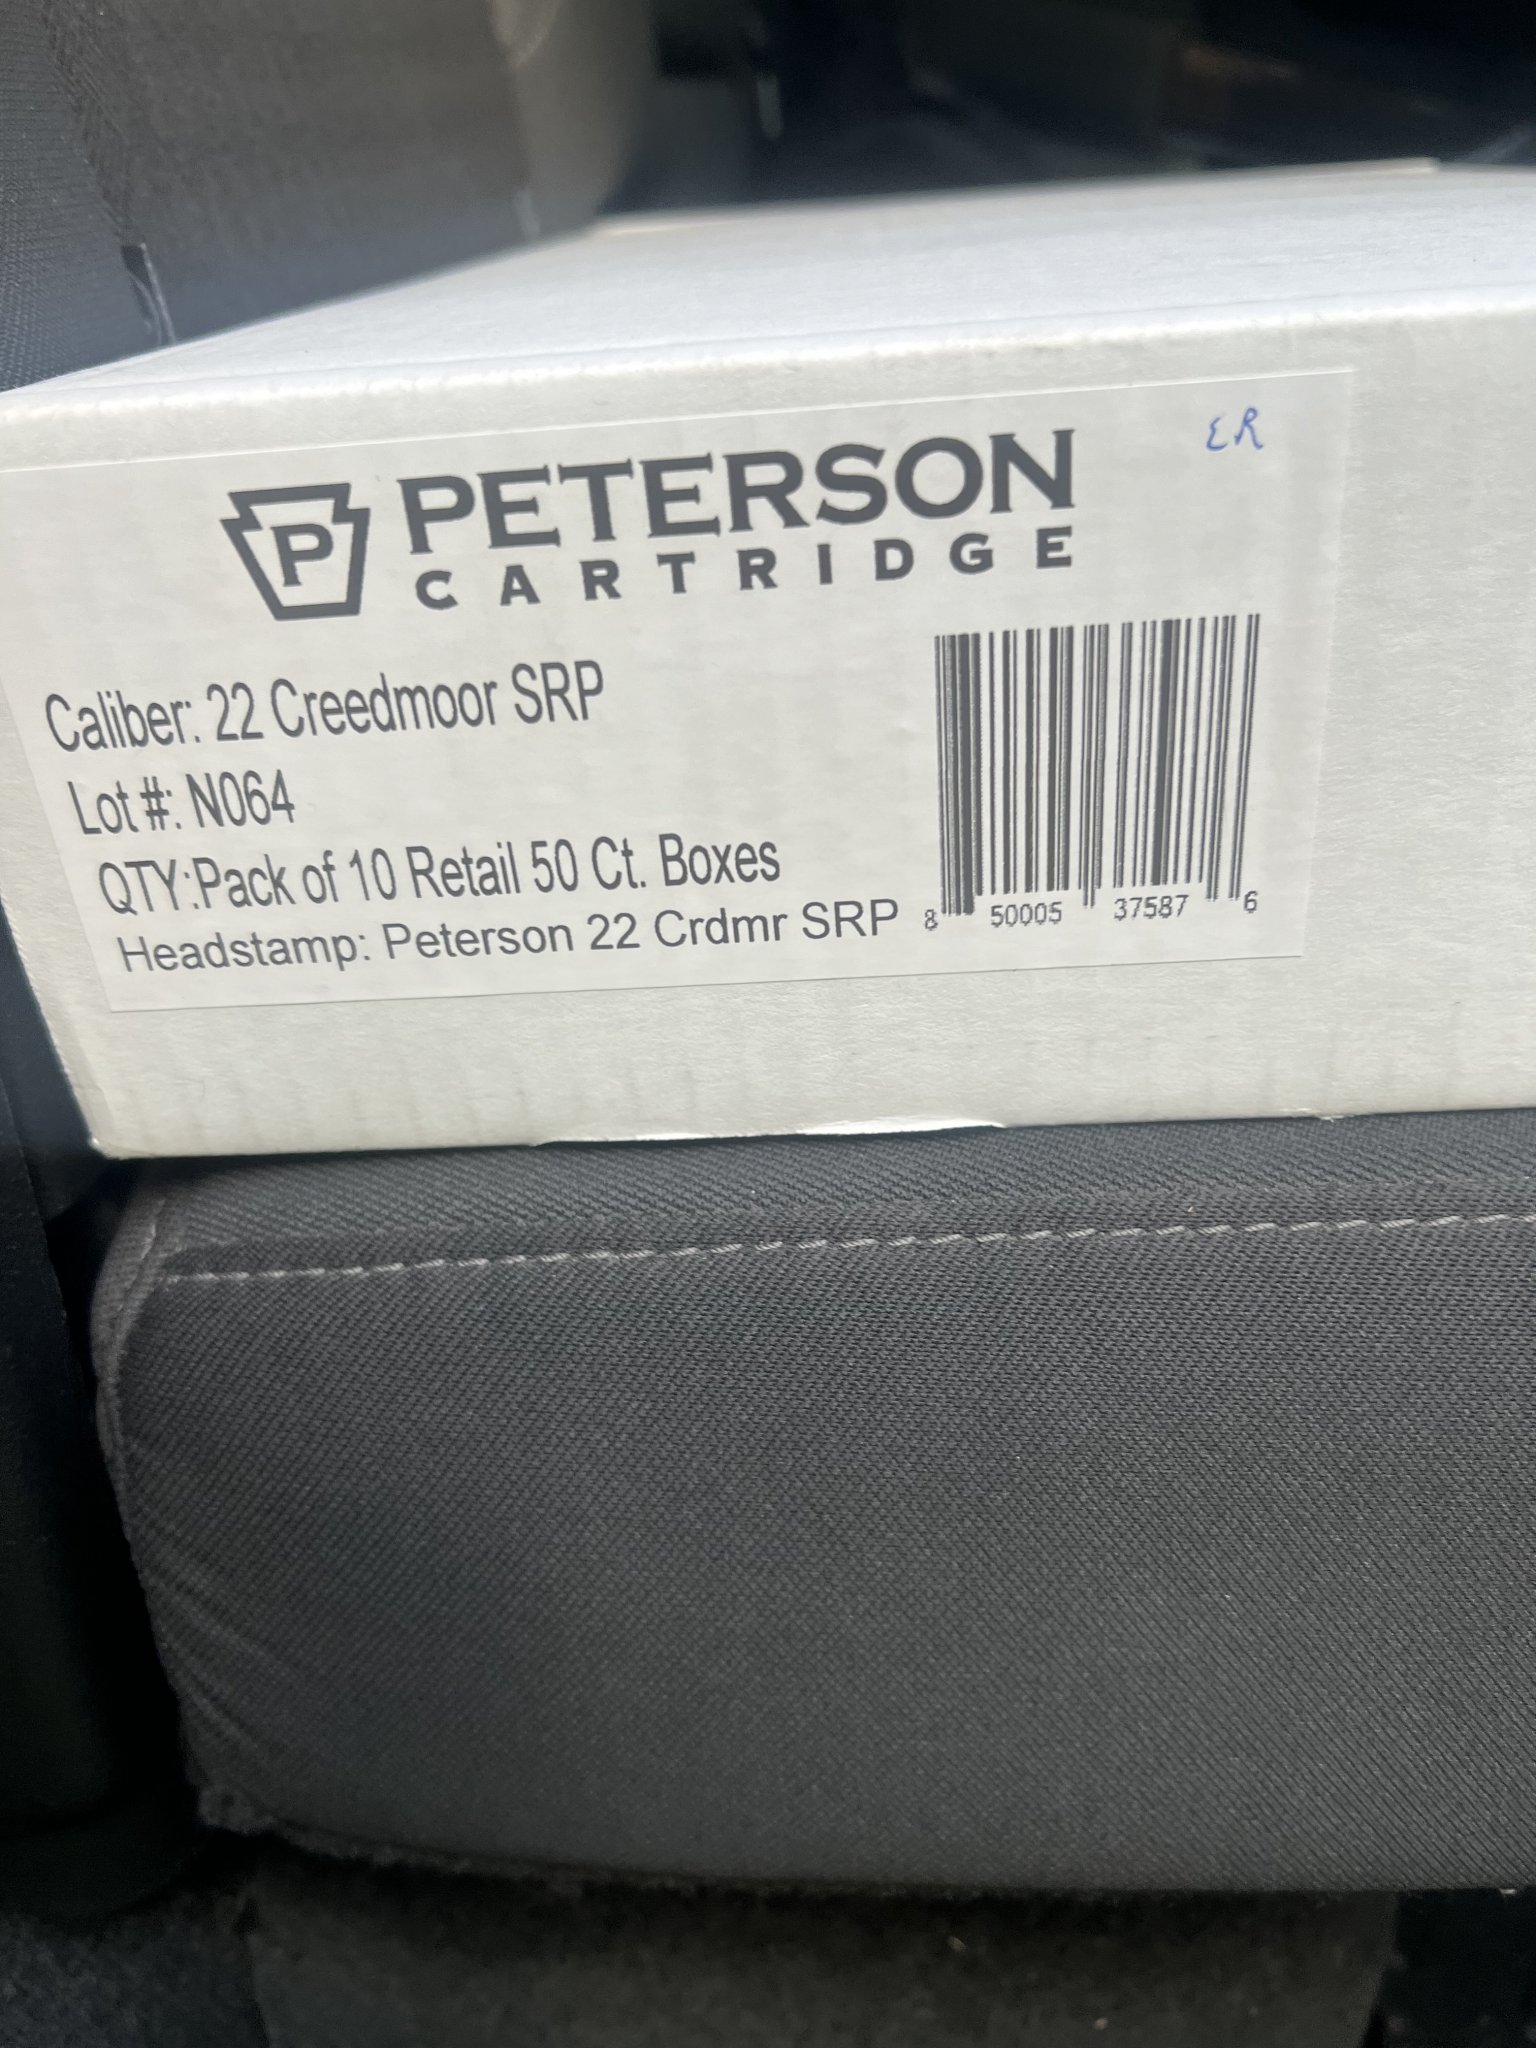 P PETERSON
CARTRIDGE
ER
Caliber: 22 Creedmoor SRP
Lot #: N064
QTY:Pack of 10 Retail 50 Ct. Boxes
Headstamp: Peterson 22 Crdmr SRP
8 50005 37587 6